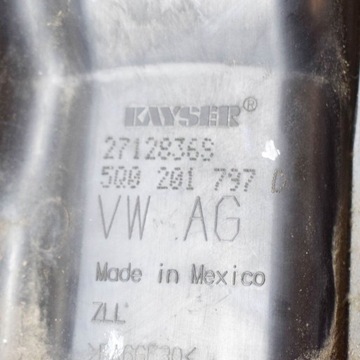 KAYSER®
27128369
5Q0 201 797
VW AG
Made in Mexico
ZLL